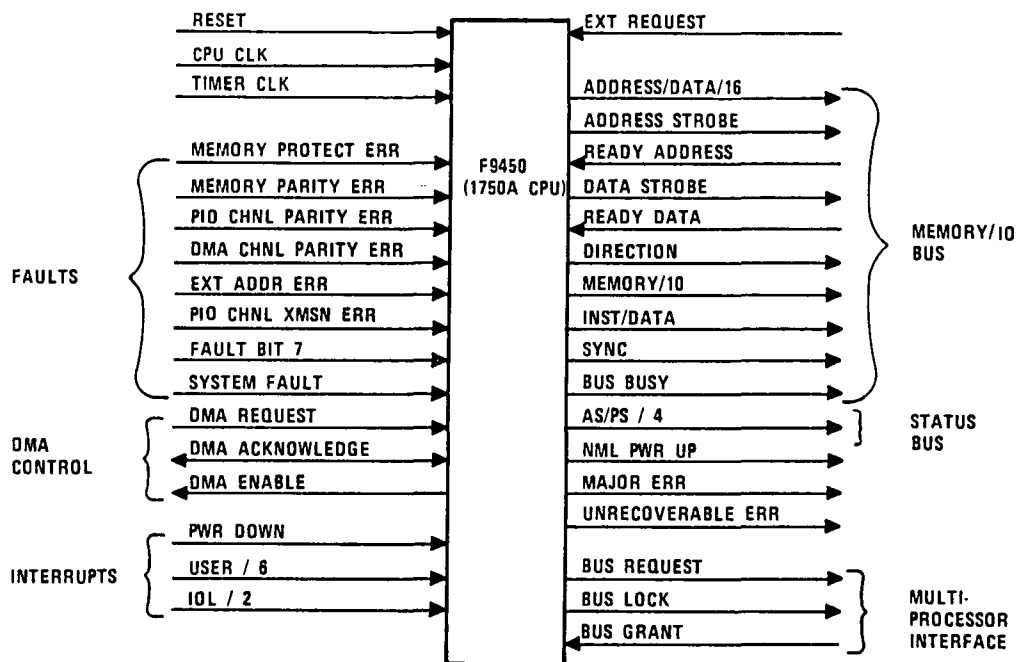 RESET
CPU CLK
TIMER CLK
FAULTS
MEMORY PROTECT ERR
MEMORY PARITY ERR
PIO CHNL PARITY ERR
DMA CHNL PARITY ERR
EXT ADDR ERR
PIO CHNL XMSN ERR
FAULT BIT 7
SYSTEM FAULT
DMA
CONTROL
DMA REQUEST
DMA ACKNOWLEDGE
DMA ENABLE
INTERRUPTS
PWR DOWN
USER / 6
IOL / 2
F9450
(1750A CPU)
EXT REQUEST
ADDRESS/DATA/16
ADDRESS STROBE
READY ADDRESS
DATA STROBE
READY DATA
DIRECTION
MEMORY/IO
INST/DATA
SYNC
BUS BUSY
MEMORY/IO
BUS
AS/PS / 4
STATUS
BUS
NML PWR UP
MAJOR ERR
UNRECOVERABLE ERR
BUS REQUEST
BUS LOCK
BUS GRANT
MULTI-
PROCESSOR
INTERFACE